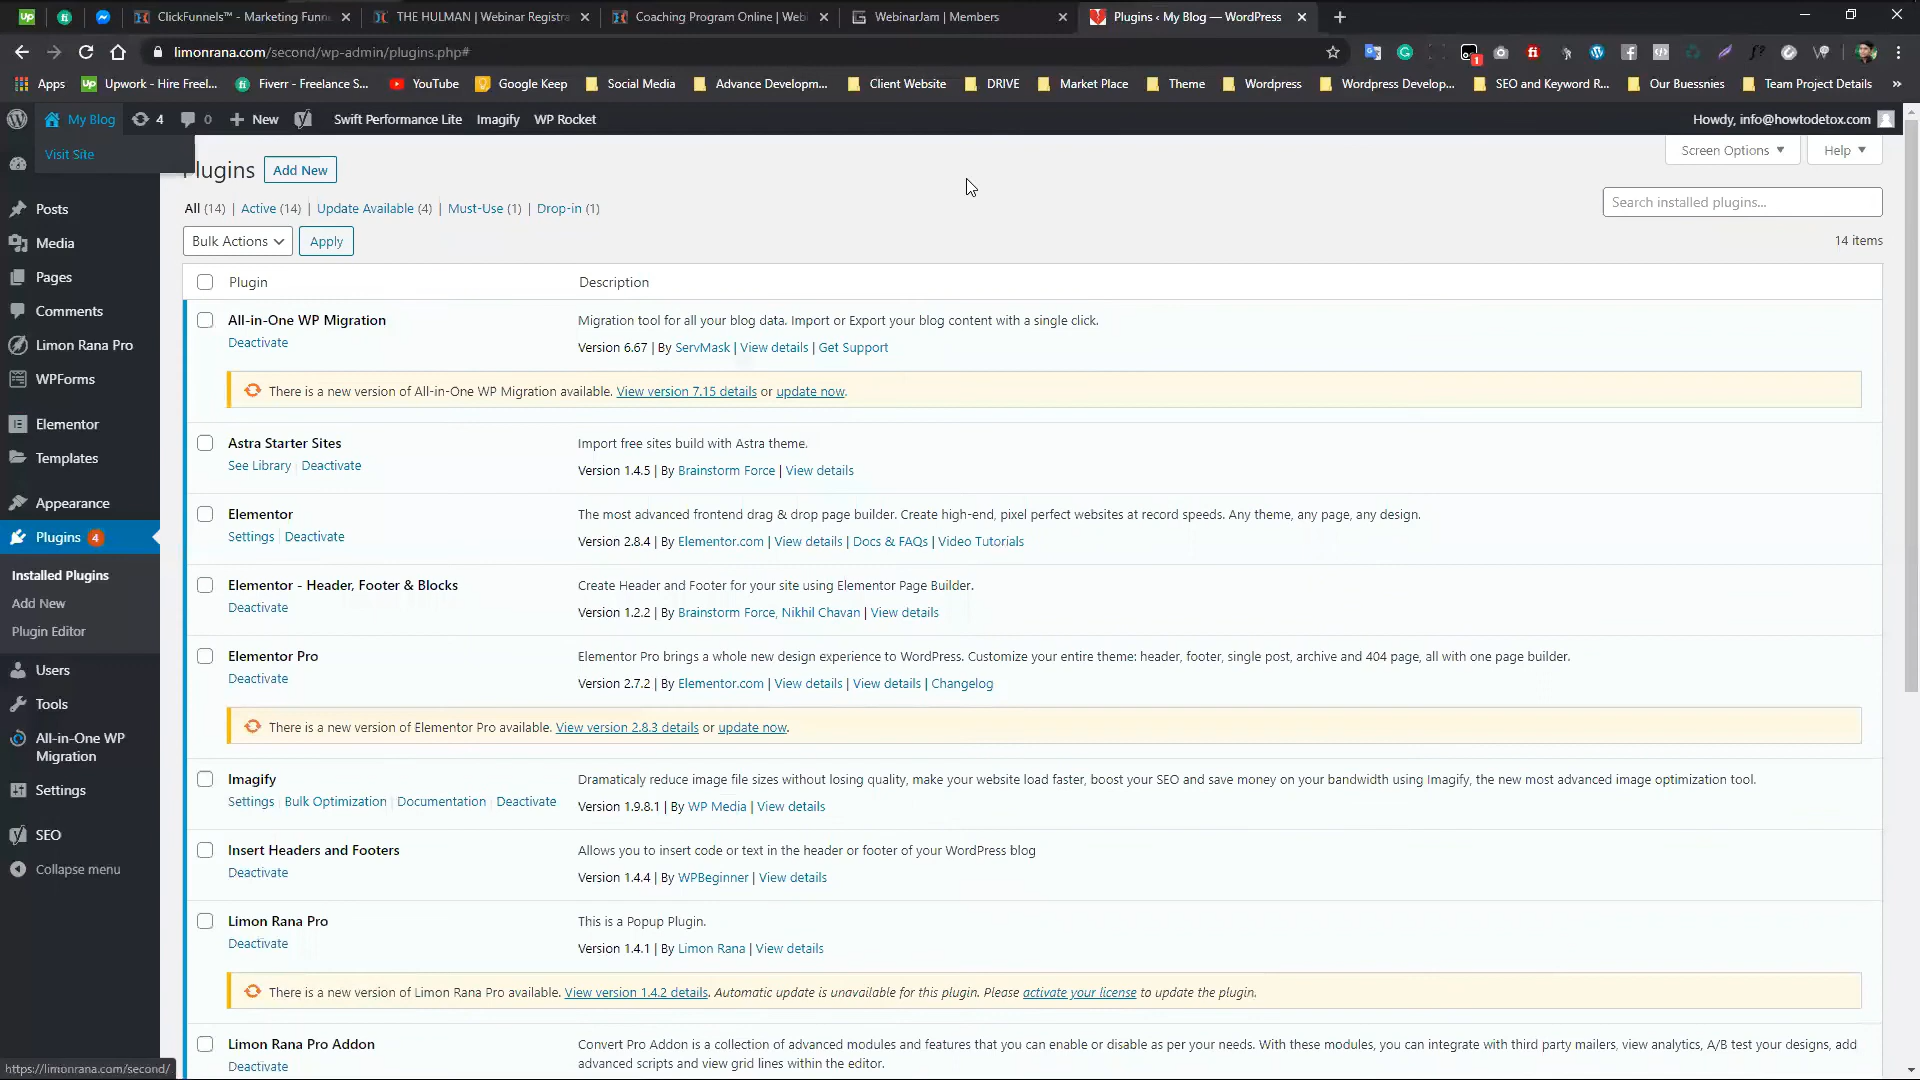 ClickFunnels™ - Marketing Funn
THE HULMAN | Webinar Registra
Coaching Program Online | Web
WebinarJam | Members
Plugins ‹ My Blog — WordPress
limonrana.com/second/wp-admin/plugins.php#
Apps
Upwork - Hire Freel...
Fiverr - Freelance S...
YouTube
Google Keep
Social Media
Advance Developm...
Client Website
DRIVE
Market Place
Theme
Wordpress
Wordpress Develop...
SEO and Keyword R...
Our Buessnies
Team Project Details
»
My Blog
4
0
New
Swift Performance Lite
Imagify
WP Rocket
Howdy, info@howtodetox.com
Visit Site
Posts
Media
Pages
Comments
Limon Rana Pro
WPForms
Elementor
Templates
Appearance
Plugins 4
Installed Plugins
Add New
Plugin Editor
Users
Tools
All-in-One WP
Migration
Settings
SEO
Collapse menu
https://limonrana.com/second/
Plugins
Add New
Screen Options
Help
All (14) | Active (14) | Update Available (4) | Must-Use (1) | Drop-in (1)
Search installed plugins...
Bulk Actions
Apply
14 items
Plugin
Description
All-in-One WP Migration
Deactivate
Migration tool for all your blog data. Import or Export your blog content with a single click.
Version 6.67 | By ServMask | View details | Get Support
There is a new version of All-in-One WP Migration available. View version 7.15 details or update now.
Astra Starter Sites
See Library | Deactivate
Import free sites build with Astra theme.
Version 1.4.5 | By Brainstorm Force | View details
Elementor
Settings | Deactivate
The most advanced frontend drag & drop page builder. Create high-end, pixel perfect websites at record speeds. Any theme, any page, any design.
Version 2.8.4 | By Elementor.com | View details | Docs & FAQs | Video Tutorials
Elementor - Header, Footer & Blocks
Deactivate
Create Header and Footer for your site using Elementor Page Builder.
Version 1.2.2 | By Brainstorm Force, Nikhil Chavan | View details
Elementor Pro
Deactivate
Elementor Pro brings a whole new design experience to WordPress. Customize your entire theme: header, footer, single post, archive and 404 page, all with one page builder.
Version 2.7.2 | By Elementor.com | View details | View details | Changelog
There is a new version of Elementor Pro available. View version 2.8.3 details or update now.
Imagify
Settings | Bulk Optimization | Documentation | Deactivate
Dramaticaly reduce image file sizes without losing quality, make your website load faster, boost your SEO and save money on your bandwidth using Imagify, the new most advanced image optimization tool.
Version 1.9.8.1 | By WP Media | View details
Insert Headers and Footers
Deactivate
Allows you to insert code or text in the header or footer of your WordPress blog
Version 1.4.4 | By WPBeginner | View details
Limon Rana Pro
Deactivate
This is a Popup Plugin.
Version 1.4.1 | By Limon Rana | View details
There is a new version of Limon Rana Pro available. View version 1.4.2 details. Automatic update is unavailable for this plugin. Please activate your license to update the plugin.
Limon Rana Pro Addon
Deactivate
Convert Pro Addon is a collection of advanced modules and features that you can enable or disable as per your needs. With these modules, you can integrate with third party mailers, view analytics, A/B test your designs, add
advanced scripts and view grid lines within the editor.